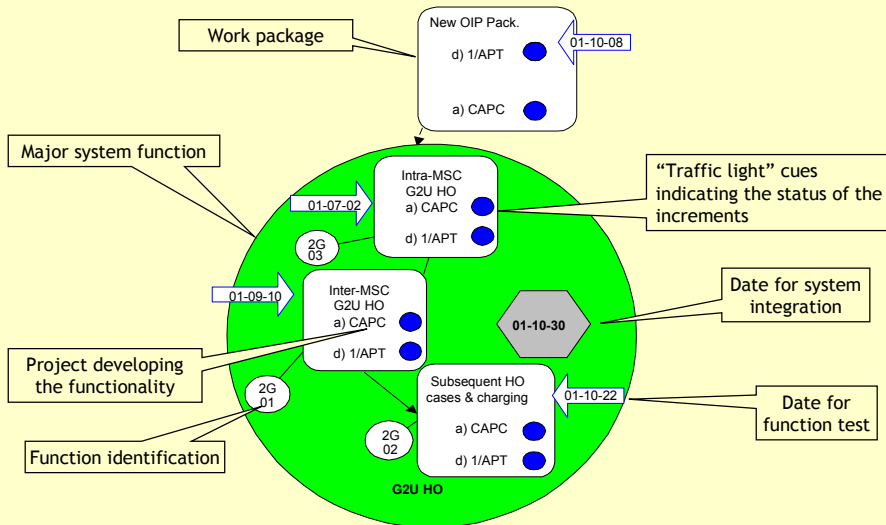 New OIP Pack.
d) 1/APT
a) CAPC
01-10-08
Work package
Major system function
Intra-MSC
G2U HO
a) CAPC
d) 1/APT
01-07-02
2G
03
“Traffic light” cues
indicating the status of the
increments
01-09-10
Inter-MSC
G2U HO
a) CAPC
d) 1/APT
01-10-30
Date for system
integration
Project developing
the functionality
2G
01
Subsequent HO
cases & charging
a) CAPC
d) 1/APT
01-10-22
Date for
function test
2G
02
Function identification
G2U HO